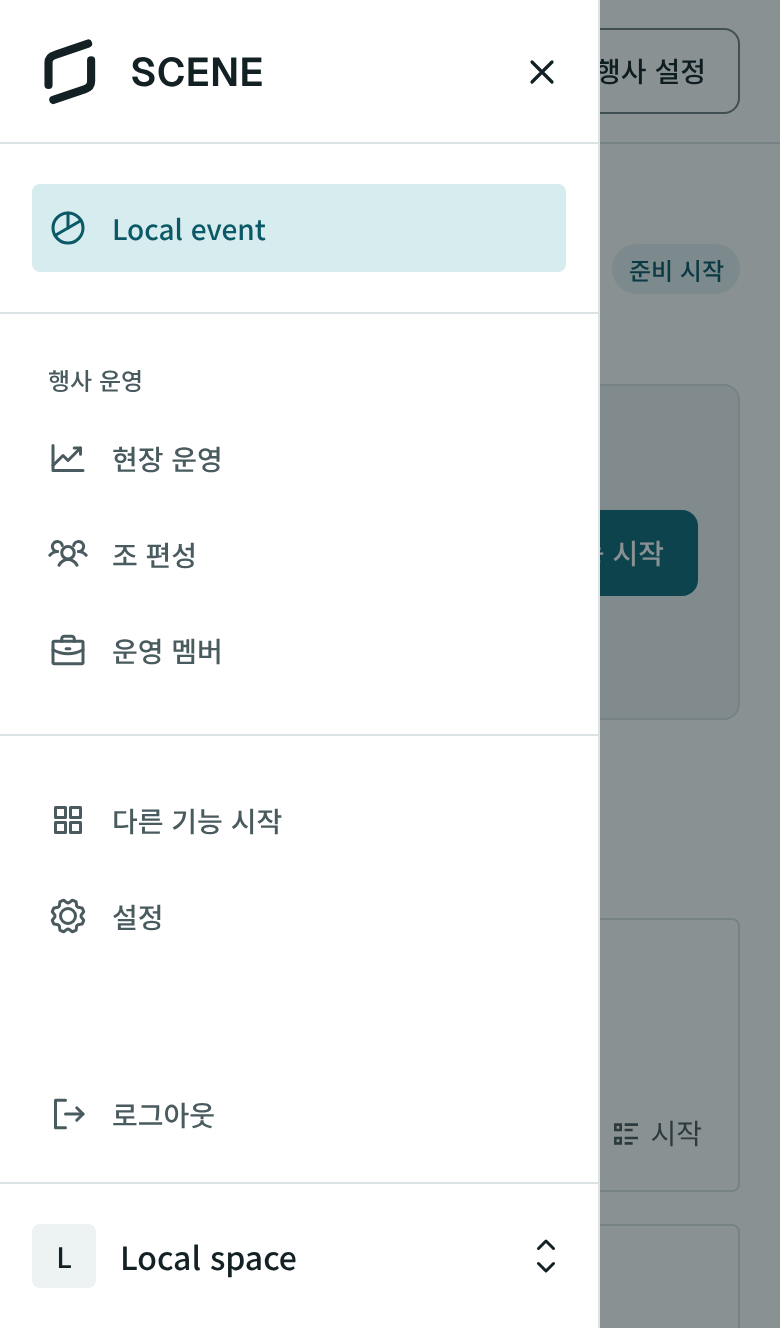 SCENE
행사 설정
Local event
준비 시작
행사 운영
현장 운영
조 편성
시작
운영 멤버
다른 기능 시작
설정
로그아웃
시작
L
Local space